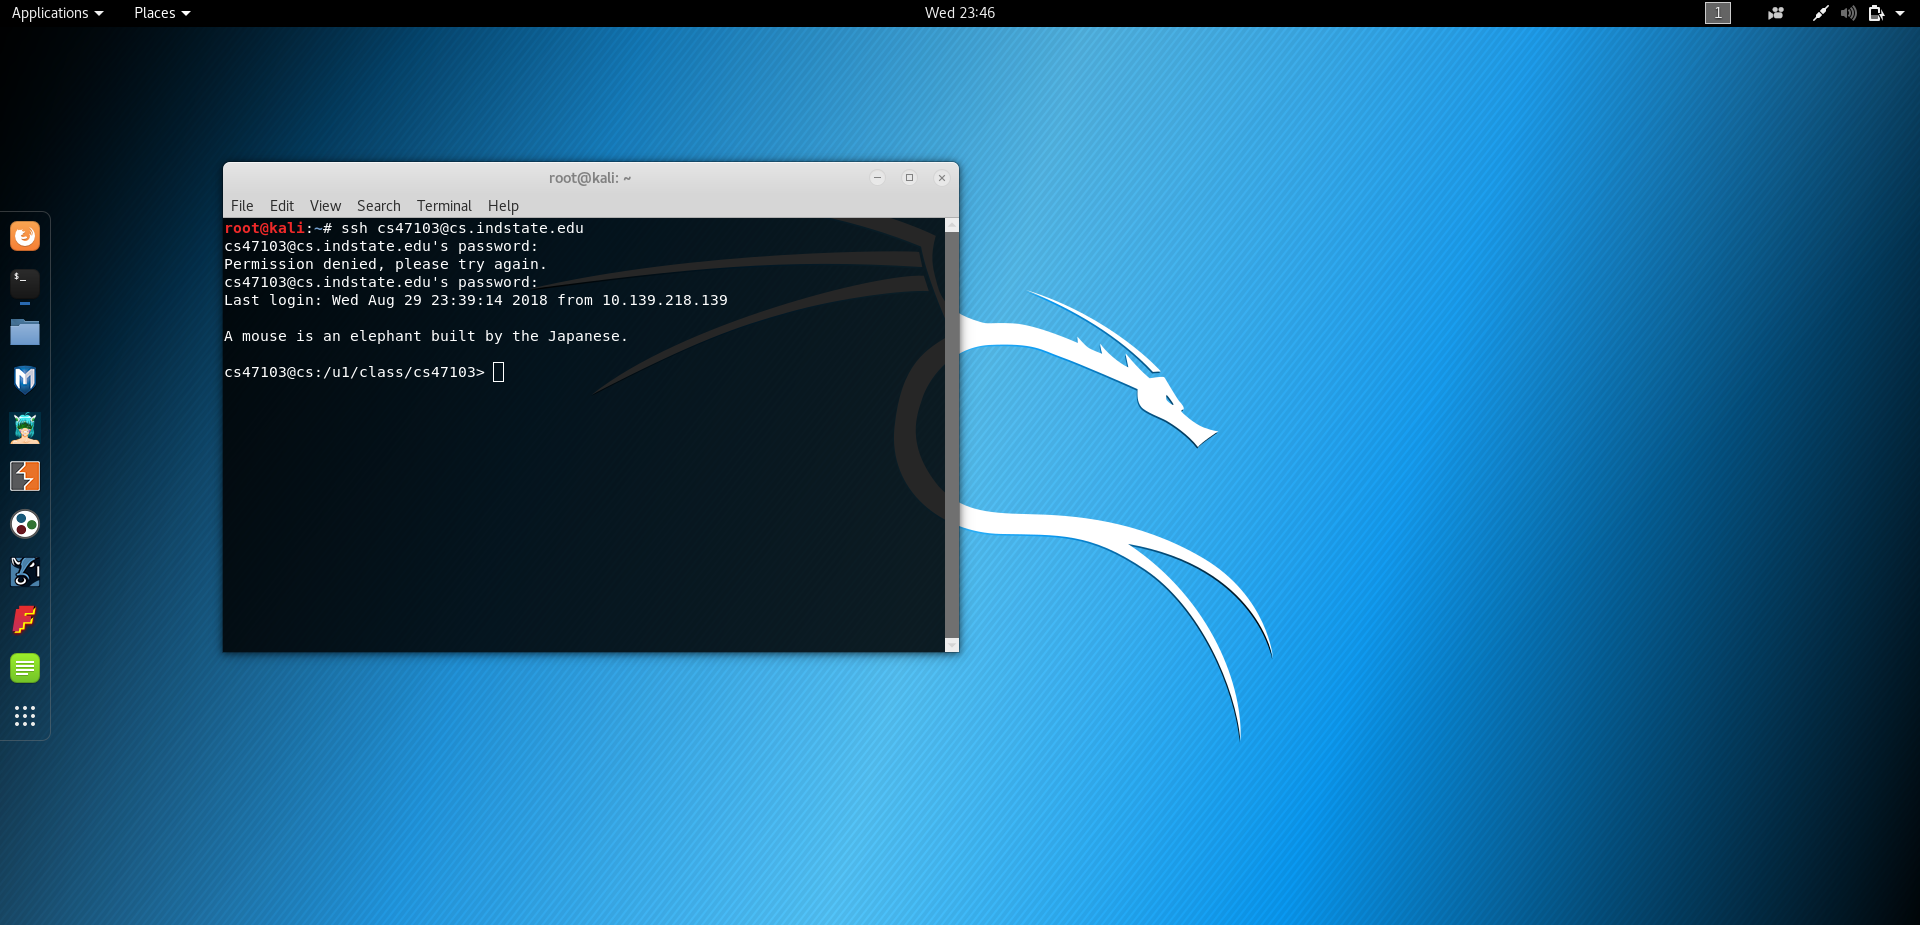 Applications Places Wed 23:46 1
root@kali: ~
File Edit View Search Terminal Help
root@kali:~# ssh cs47103@cs.indstate.edu
cs47103@cs.indstate.edu's password:
Permission denied, please try again.
cs47103@cs.indstate.edu's password:
Last login: Wed Aug 29 23:39:14 2018 from 10.139.218.139
A mouse is an elephant built by the Japanese.
cs47103@cs:/u1/class/cs47103>
$_